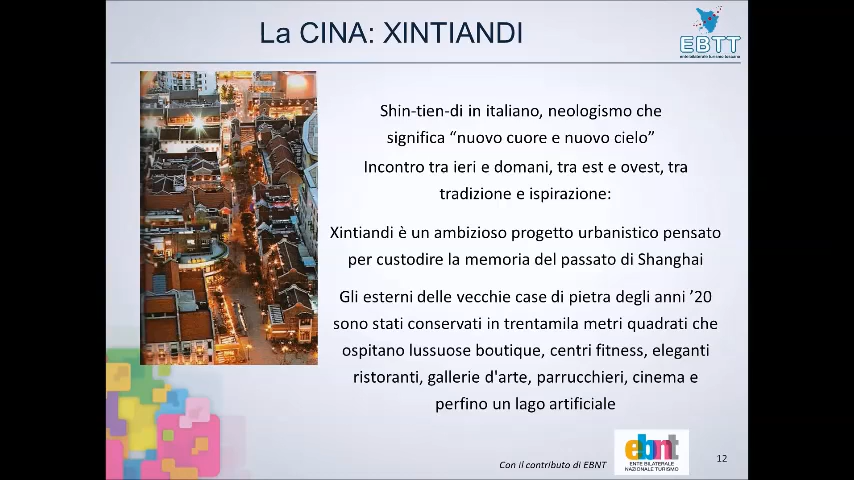 La CINA: XINTIANDI
EBTT
ente bilaterale turismo toscano
Shin-tien-di in italiano, neologismo che
significa “nuovo cuore e nuovo cielo”
Incontro tra ieri e domani, tra est e ovest, tra
tradizione e ispirazione:
Xintiandi è un ambizioso progetto urbanistico pensato
per custodire la memoria del passato di Shanghai
Gli esterni delle vecchie case di pietra degli anni ’20
sono stati conservati in trentamila metri quadrati che
ospitano lussuose boutique, centri fitness, eleganti
ristoranti, gallerie d'arte, parrucchieri, cinema e
perfino un lago artificiale
Con il contributo di EBNT
ebnt
ENTE BILATERALE
NAZIONALE TURISMO
12